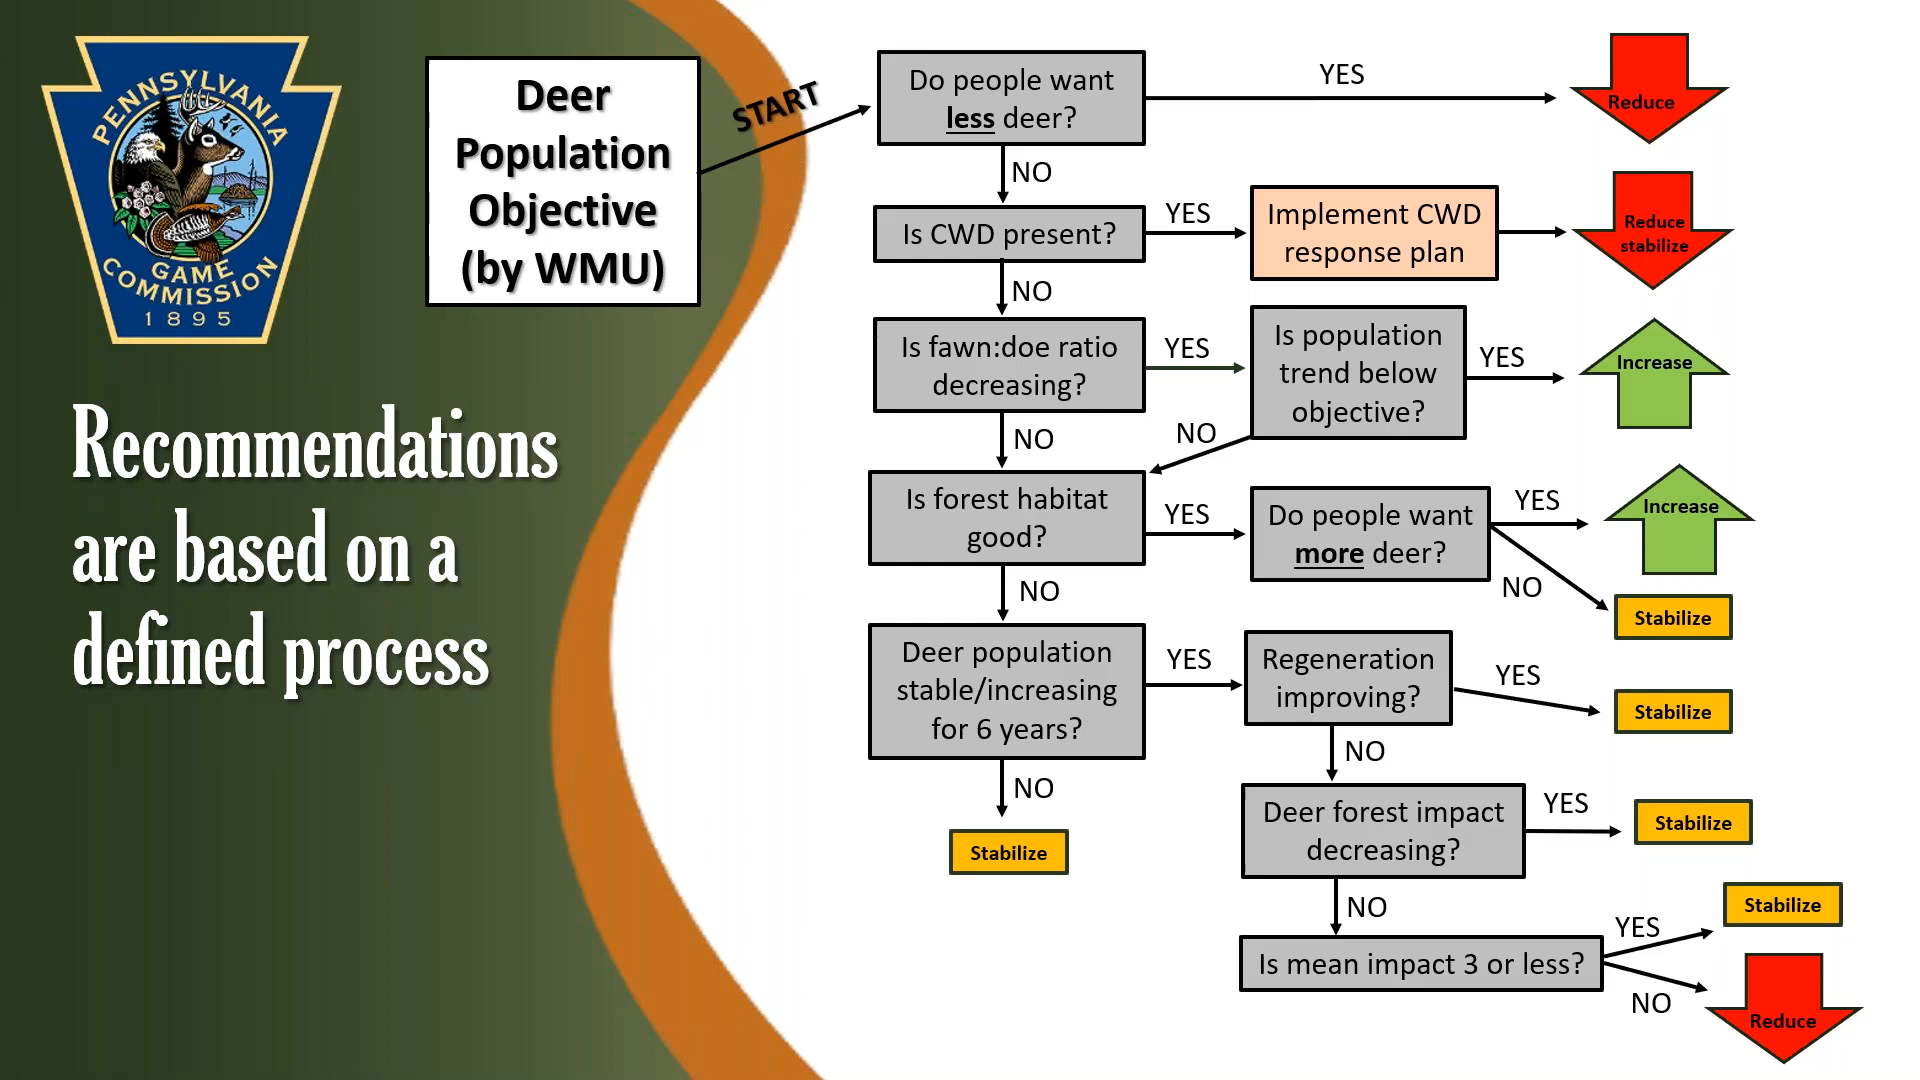 PENNSYLVANIA
GAME
COMMISSION
1895
Recommendations
are based on a
defined process
Deer
Population
Objective
(by WMU)
START
Do people want
less deer?
YES
Reduce
NO
Is CWD present?
YES
Implement CWD
response plan
Reduce
stabilize
NO
Is fawn:doe ratio
decreasing?
YES
Is population
trend below
objective?
YES
Increase
NO
NO
Is forest habitat
good?
YES
Do people want
more deer?
YES
Increase
NO
Stabilize
NO
Deer population
stable/increasing
for 6 years?
YES
Regeneration
improving?
YES
Stabilize
NO
Stabilize
NO
Deer forest impact
decreasing?
YES
Stabilize
NO
Is mean impact 3 or less?
YES
Stabilize
NO
Reduce